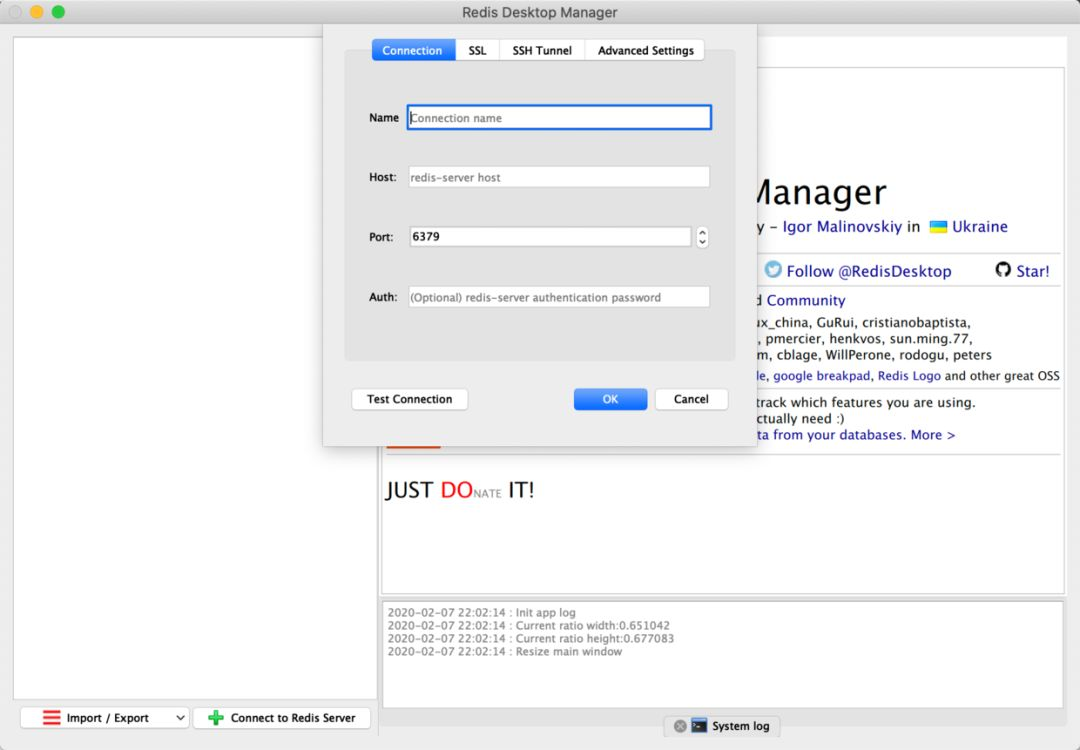 Redis Desktop Manager
Connection SSL SSH Tunnel Advanced Settings
Name Connection name
Host: redis-server host
Port: 6379
Auth: (Optional) redis-server authentication password
Test Connection OK Cancel
Manager
y - Igor Malinovskiy in Ukraine
Follow @RedisDesktop Star!
d Community
ux_china, GuRui, cristianobaptista,
, pmercier, henkvos, sun.ming.77,
m, cblage, WillPerone, rodogu, peters
le, google breakpad, Redis Logo and other great OSS
track which features you are using.
ctually need :)
ta from your databases. More >
JUST DONATE IT!
2020-02-07 22:02:14 : Init app log
2020-02-07 22:02:14 : Current ratio width:0.651042
2020-02-07 22:02:14 : Current ratio height:0.677083
2020-02-07 22:02:14 : Resize main window
Import / Export Connect to Redis Server System log